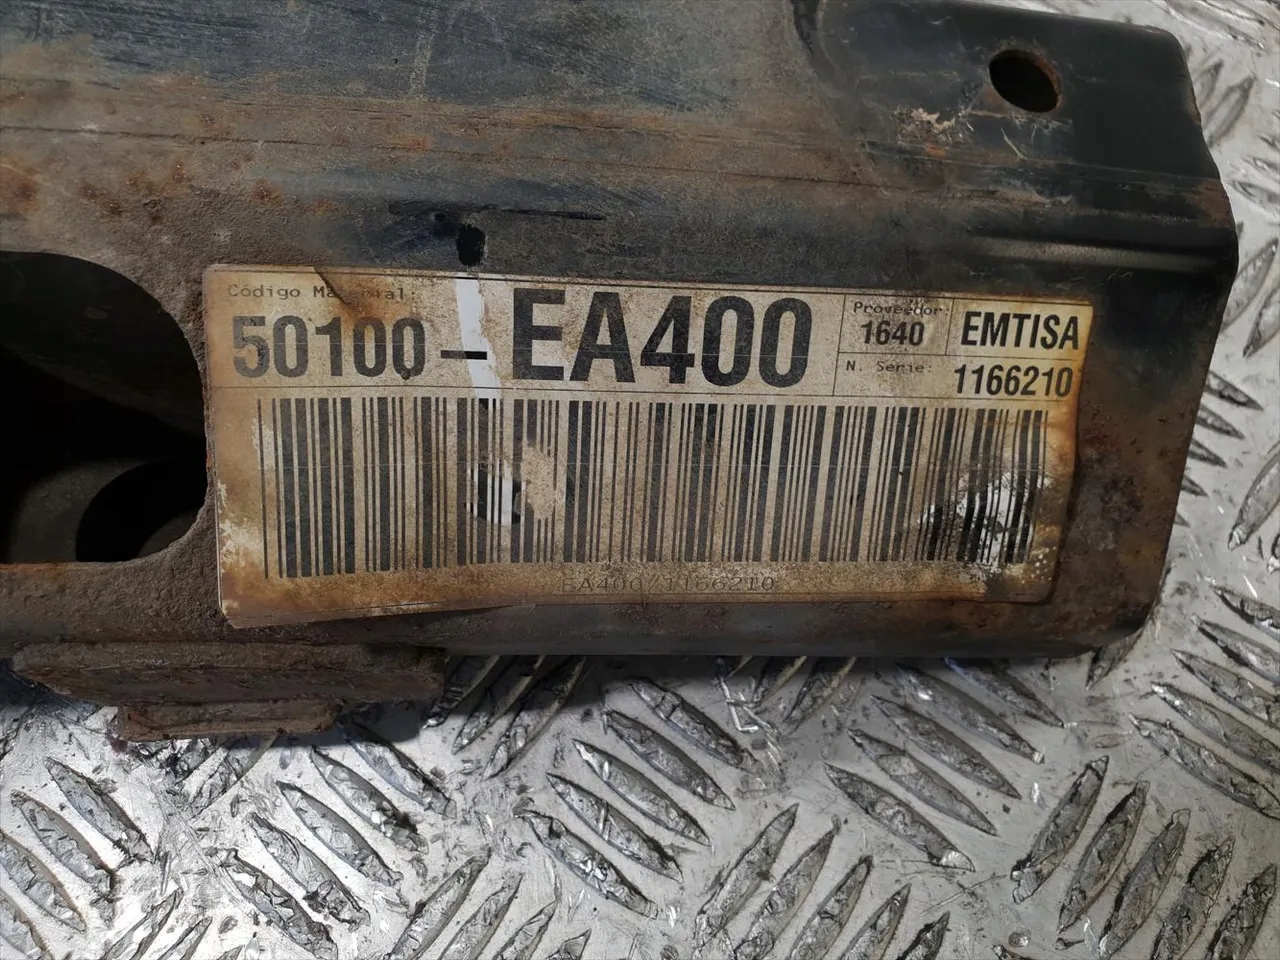 Código Material:
50100-EA400
Proveedor
1640
EMTISA
N. Serie:
1166210
EA400/1166210